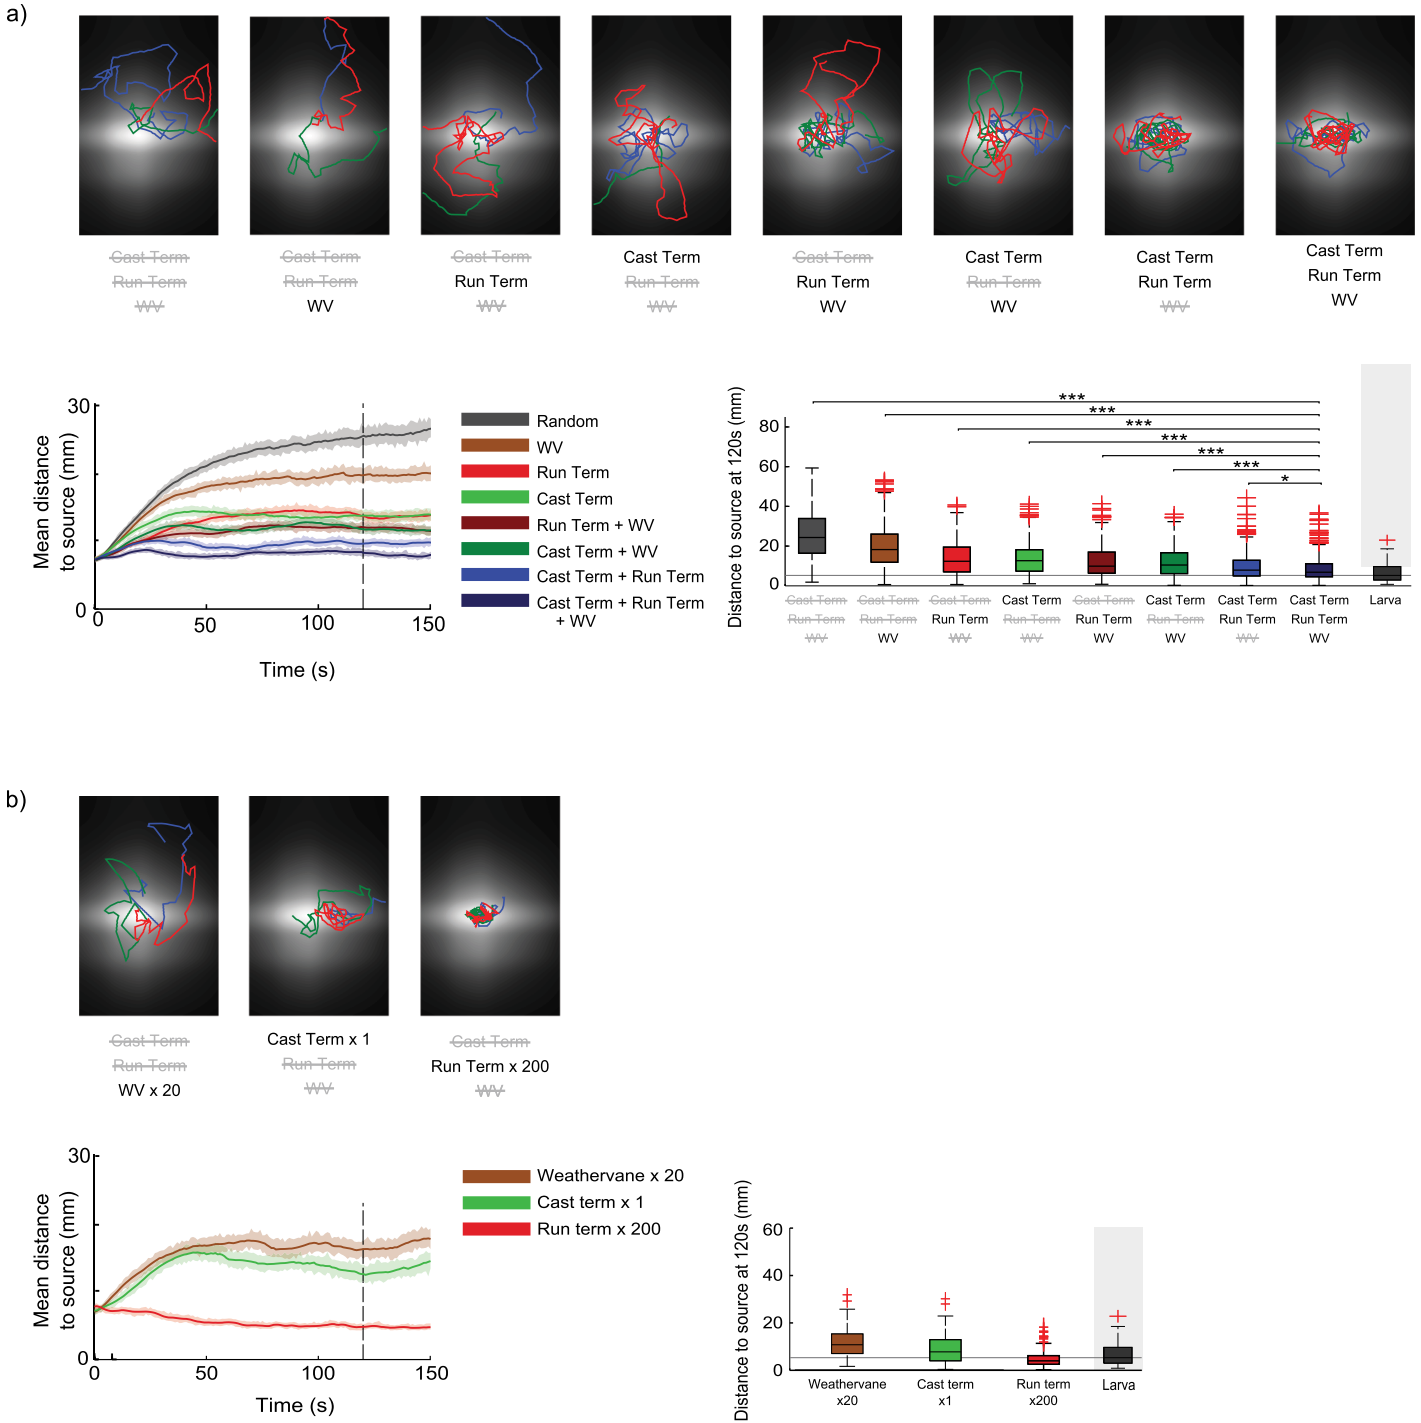 a)
Cast Term
Run Term
WV
Cast Term
Run Term
WV
Cast Term
Run Term
WV
Cast Term
Run Term
WV
Cast Term
Run Term
WV
Cast Term
Run Term
WV
Cast Term
Run Term
WV
Cast Term
Run Term
WV
Mean distance
to source (mm)
30
0
0
50
100
150
Time (s)
Random
WV
Run Term
Cast Term
Run Term + WV
Cast Term + WV
Cast Term + Run Term
Cast Term + Run Term
+ WV
Distance to source at 120s (mm)
80
60
40
20
0
***
***
***
***
***
***
*
Cast Term
Run Term
WV
Cast Term
Run Term
WV
Cast Term
Run Term
WV
Cast Term
Run Term
WV
Cast Term
Run Term
WV
Cast Term
Run Term
WV
Cast Term
Run Term
WV
Cast Term
Run Term
WV
Larva
b)
Cast Term
Run Term
WV x 20
Cast Term x 1
Run Term
WV
Cast Term
Run Term x 200
WV
Mean distance
to source (mm)
30
0
0
50
100
150
Time (s)
Weathervane x 20
Cast term x 1
Run term x 200
Distance to source at 120s (mm)
60
40
20
0
Weathervane
x20
Cast term
x1
Run term
x200
Larva